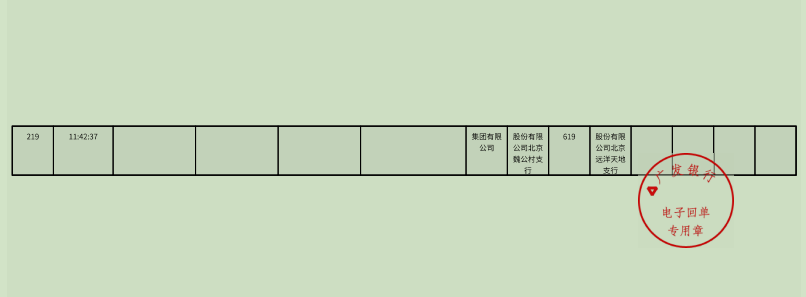 219
11:42:37
集团有限
公司
股份有限
公司北京
魏公村支
行
619
股份有限
公司北京
远洋天地
支行
广发银行
电子回单
专用章